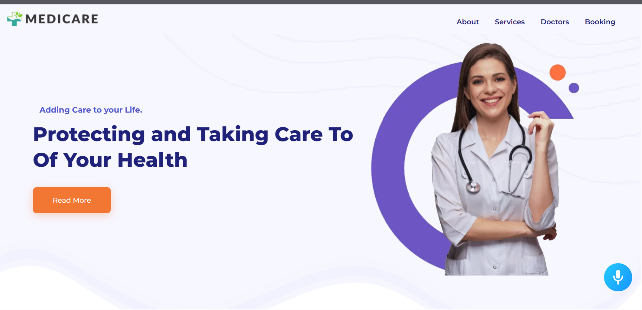 MEDICARE
About Services Doctors Booking
Adding Care to your Life.
Protecting and Taking Care To
Of Your Health
Read More